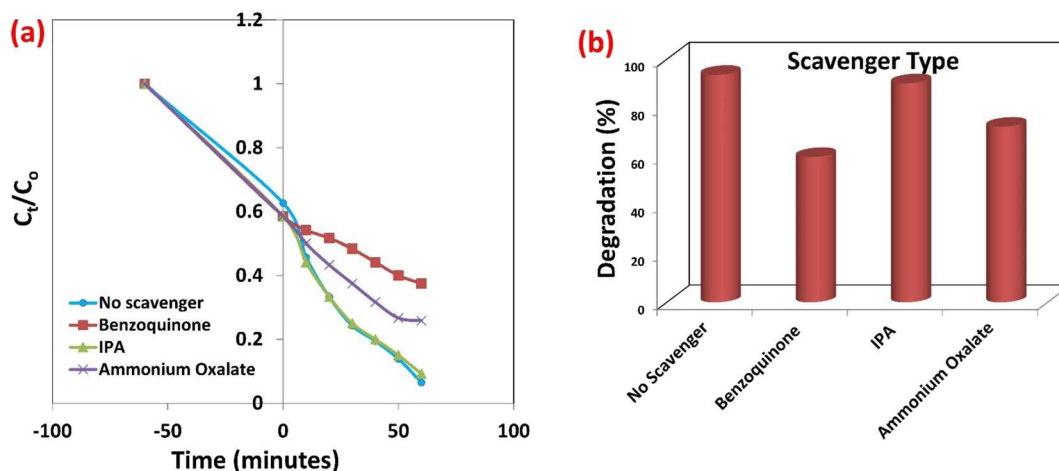 (a)
1.2
1
0.8
0.6
0.4
0.2
0
-100
-50
0
50
100
Cₜ/Cₒ
Time (minutes)
No scavenger
Benzoquinone
IPA
Ammonium Oxalate
(b)
Scavenger Type
100
80
60
40
20
0
Degradation (%)
No Scavenger
Benzoquinone
IPA
Ammonium Oxalate